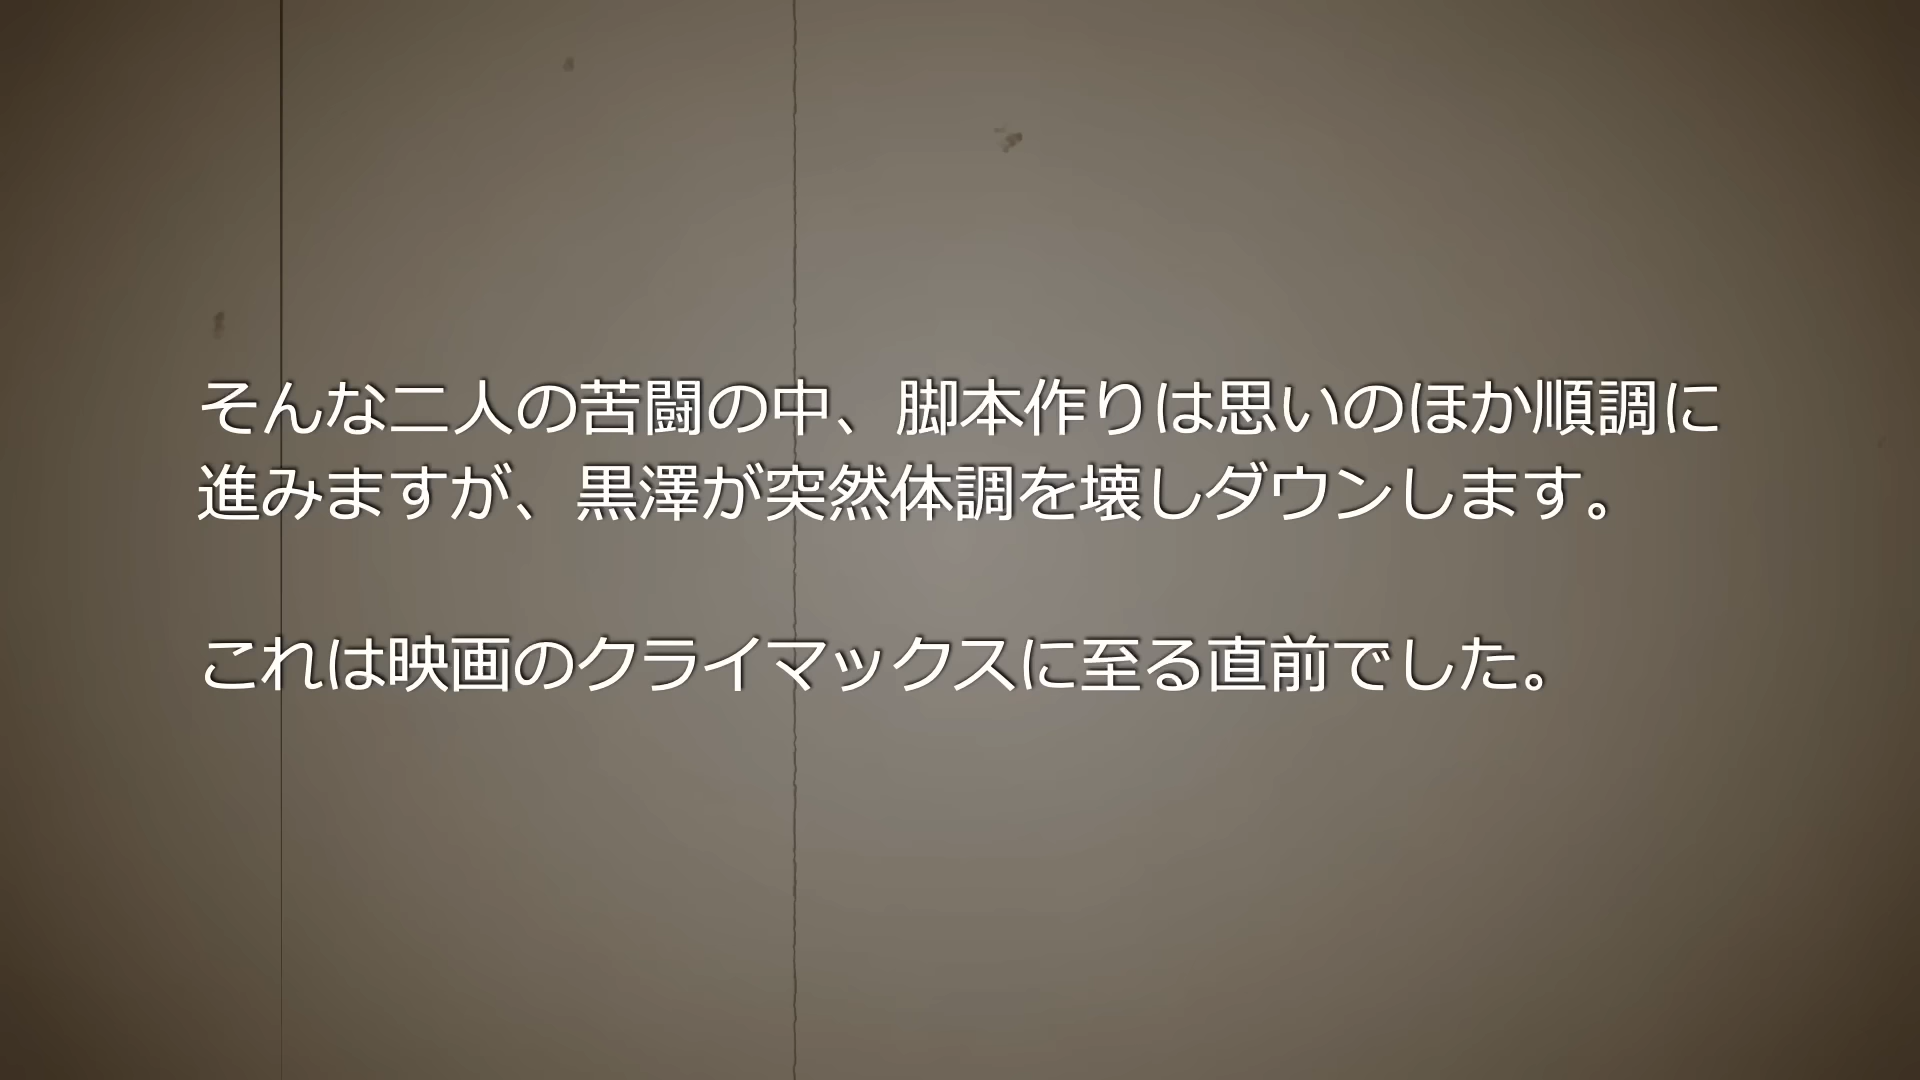 そんな二人の苦闘の中、脚本作りは思いのほか順調に
進みますが、黒澤が突然体調を壊しダウンします。
これは映画のクライマックスに至る直前でした。